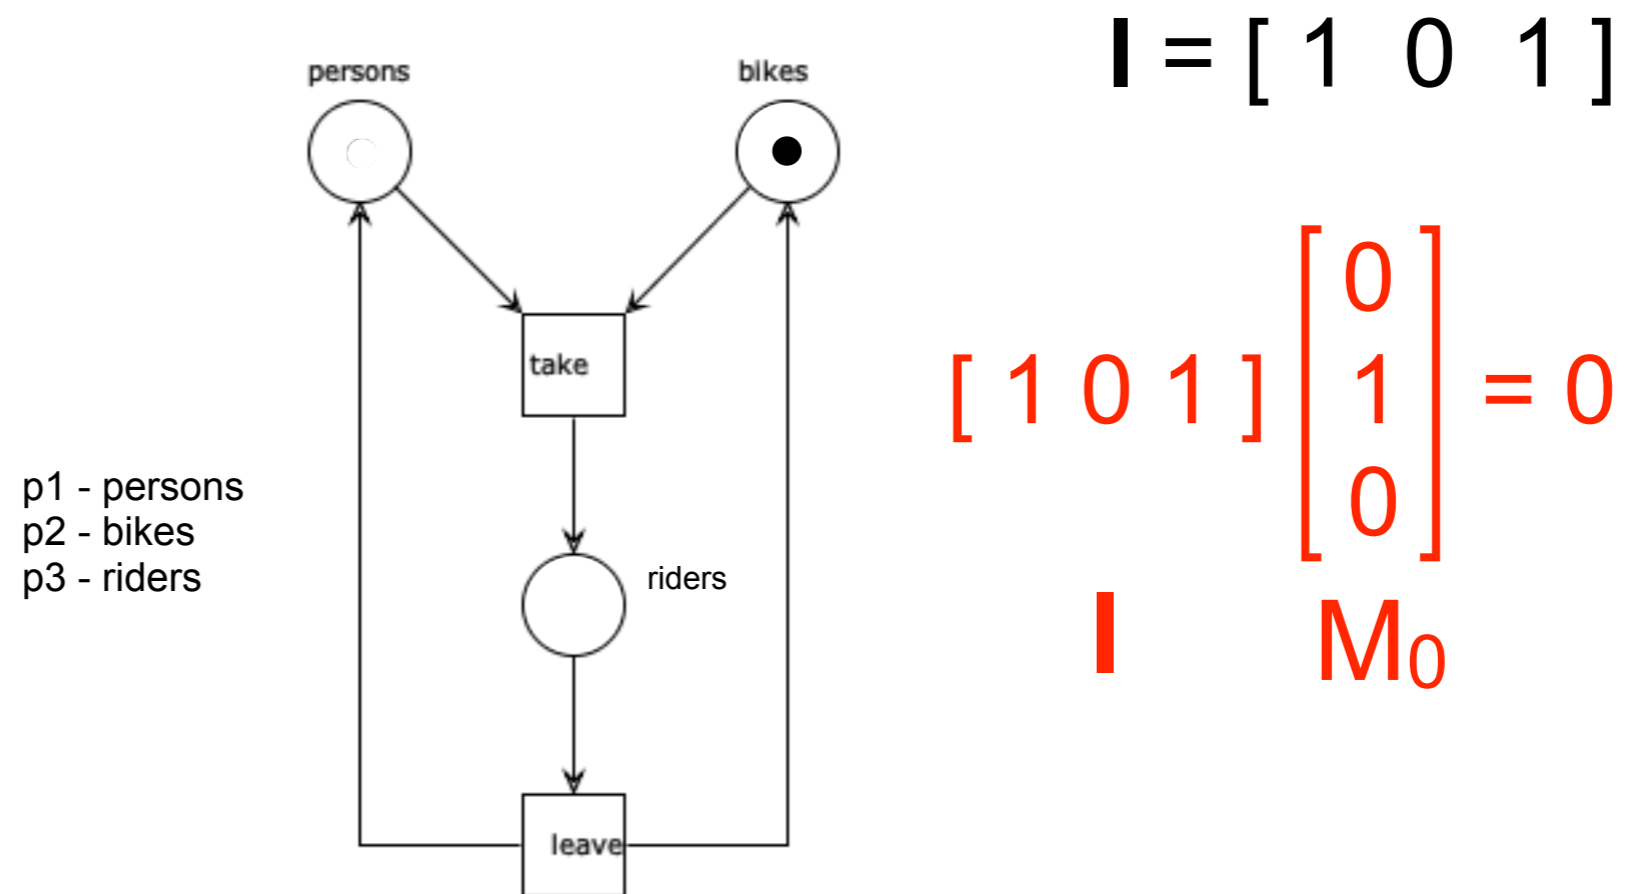 persons
bikes
I = [ 1 0 1 ]
take
[ 1 0 1 ] [ 0 1 0 ] = 0
p1 - persons
p2 - bikes
p3 - riders
riders
I M0
leave